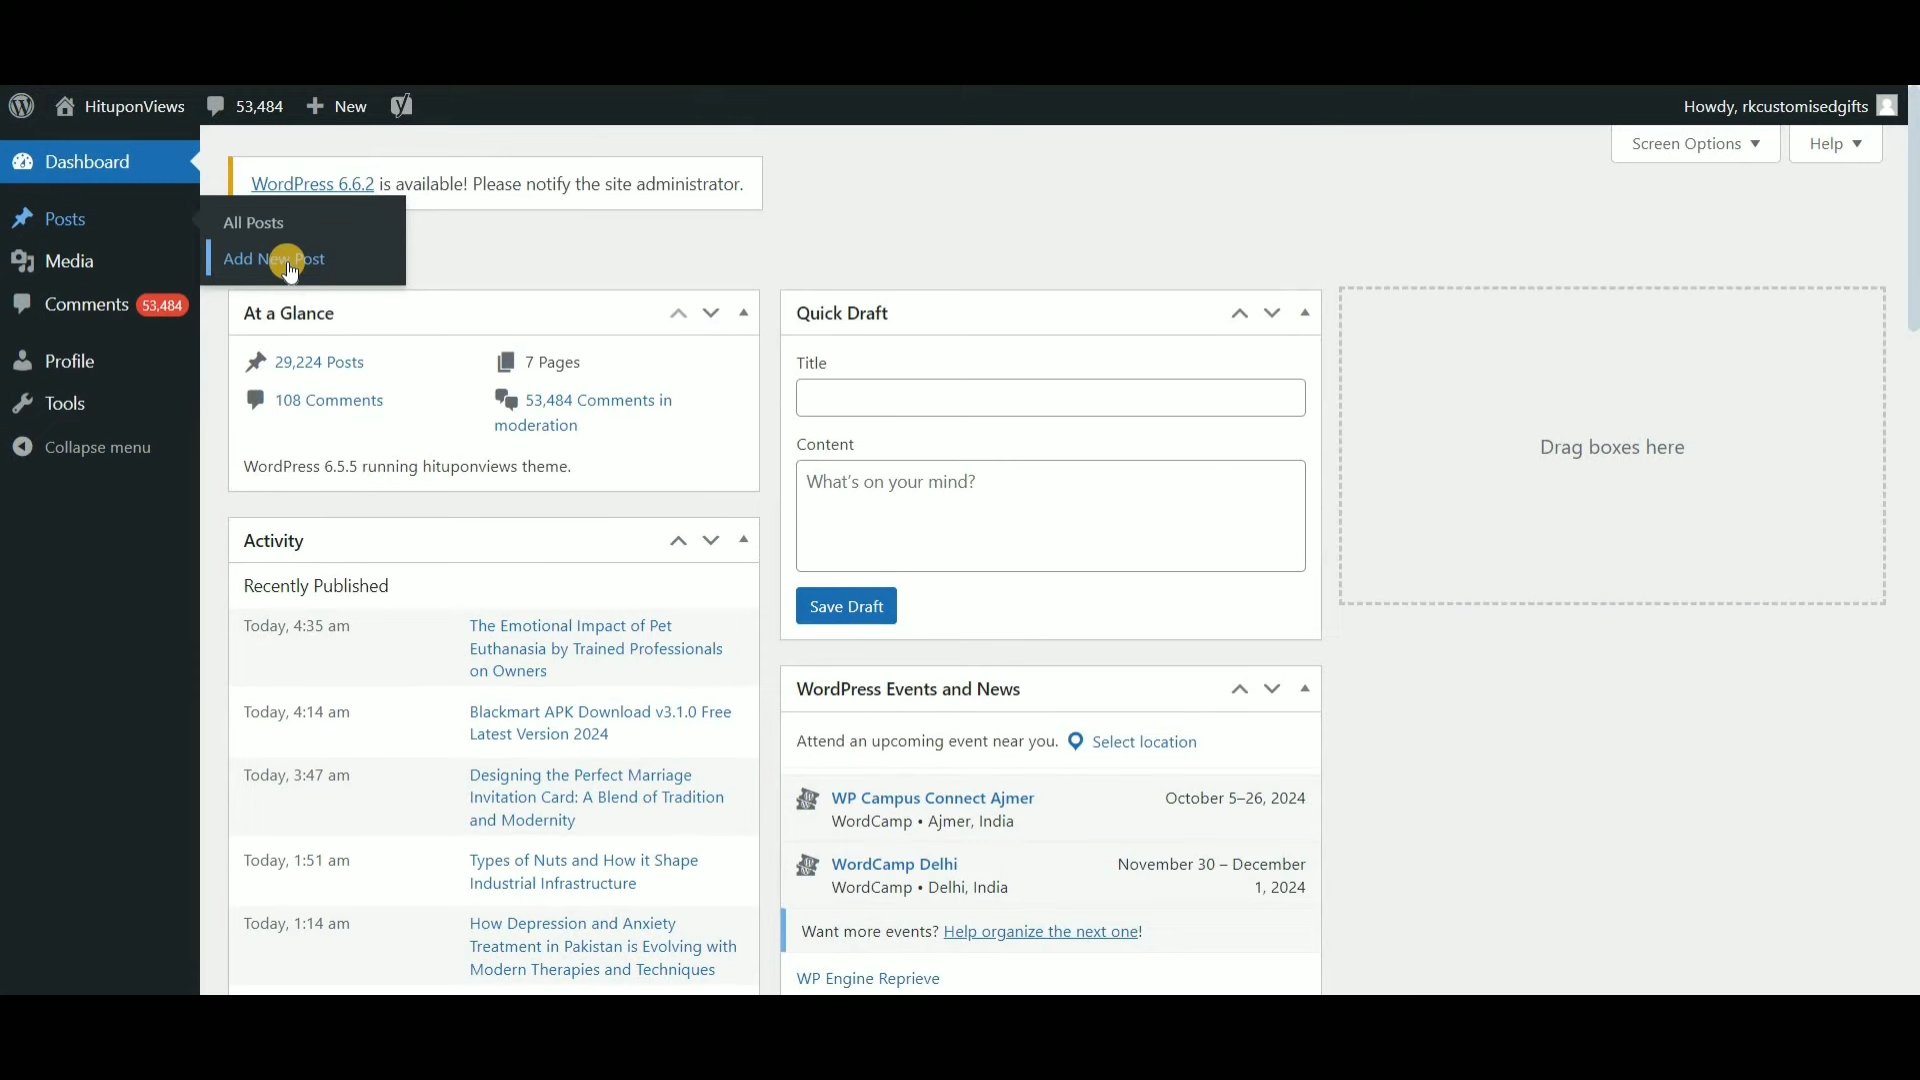 HituponViews 53,484 New
Howdy, rkcustomisedgifts
Dashboard
Posts
Media
Comments 53,484
Profile
Tools
Collapse menu
All Posts
Add New Post
Screen Options
Help
WordPress 6.6.2 is available! Please notify the site administrator.
At a Glance
29,224 Posts
7 Pages
108 Comments
53,484 Comments in
moderation
WordPress 6.5.5 running hituponviews theme.
Activity
Recently Published
Today, 4:35 am
The Emotional Impact of Pet
Euthanasia by Trained Professionals
on Owners
Today, 4:14 am
Blackmart APK Download v3.1.0 Free
Latest Version 2024
Today, 3:47 am
Designing the Perfect Marriage
Invitation Card: A Blend of Tradition
and Modernity
Today, 1:51 am
Types of Nuts and How it Shape
Industrial Infrastructure
Today, 1:14 am
How Depression and Anxiety
Treatment in Pakistan is Evolving with
Modern Therapies and Techniques
Quick Draft
Title
Content
What's on your mind?
Save Draft
WordPress Events and News
Attend an upcoming event near you. Select location
WP Campus Connect Ajmer
October 5–26, 2024
WordCamp • Ajmer, India
WordCamp Delhi
November 30 – December
1, 2024
WordCamp • Delhi, India
Want more events? Help organize the next one!
WP Engine Reprieve
Drag boxes here